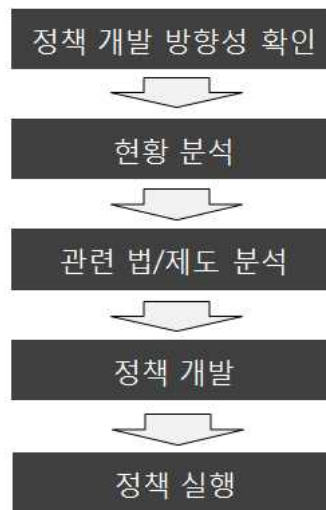 정책 개발 방향성 확인
현황 분석
관련 법/제도 분석
정책 개발
정책 실행